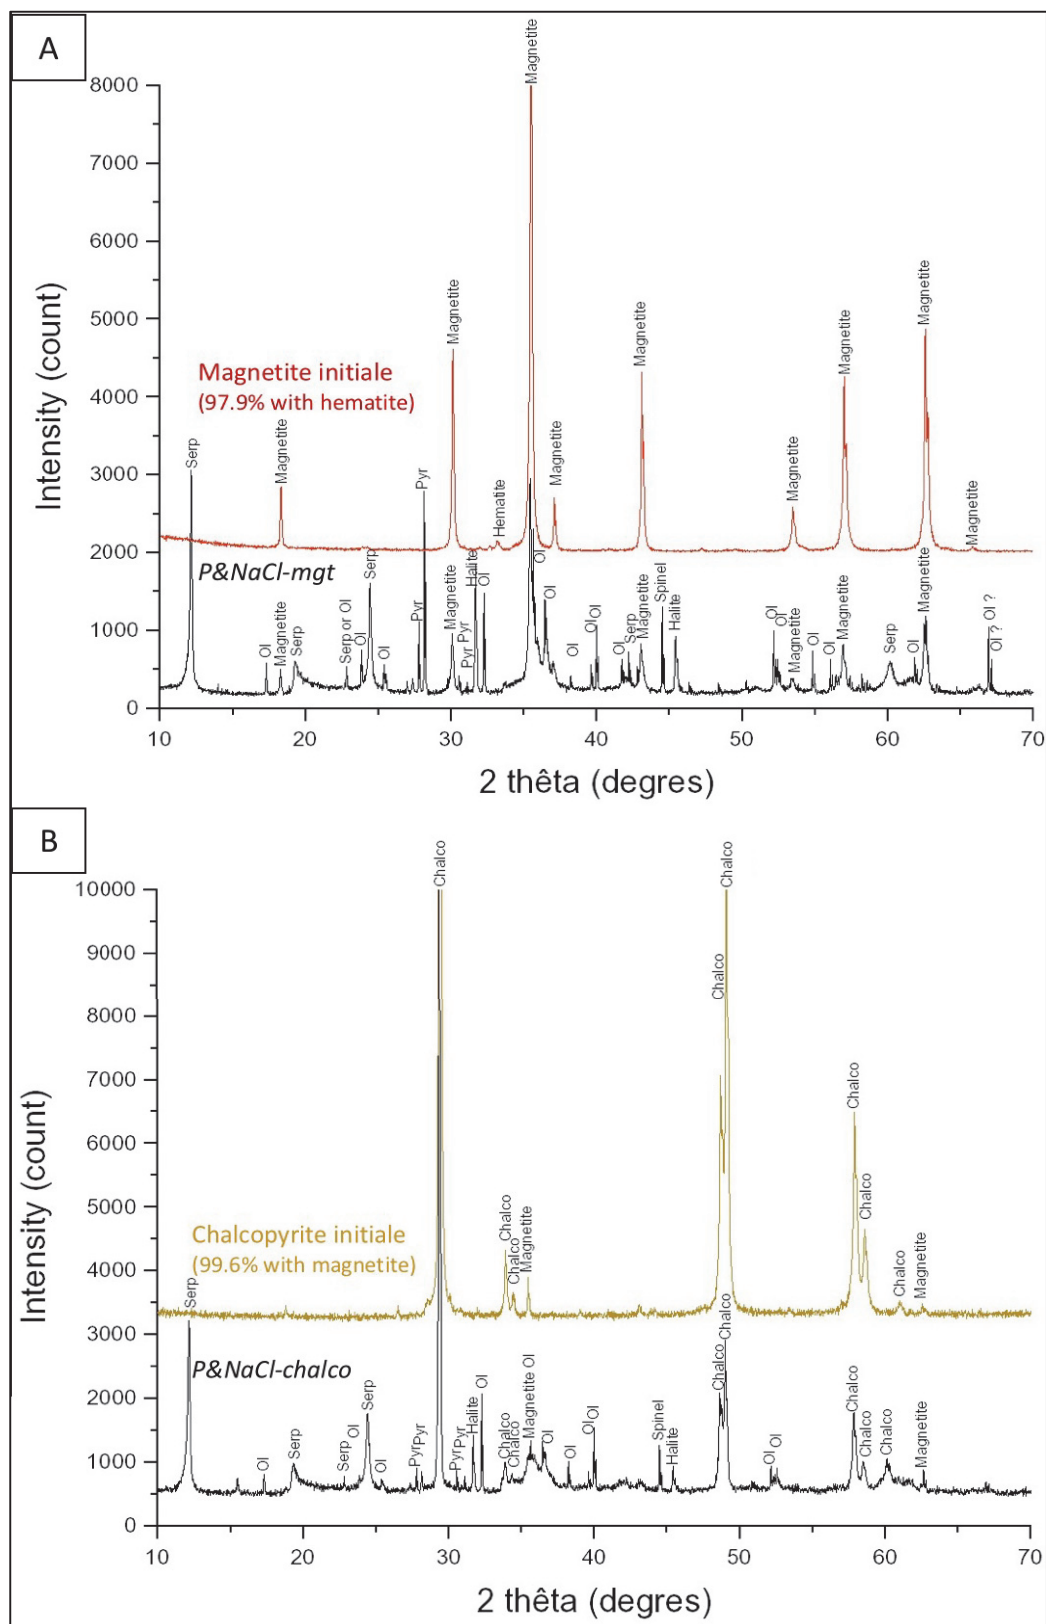 A
Magnetite
8000
7000
6000
5000
4000
3000
2000
1000
0
Intensity (count)
Magnetite initiale
(97.9% with hematite)
Magnetite
Magnetite
Hematite
Magnetite
Magnetite
Magnetite
Magnetite
Magnetite
Magnetite
P&NaCl-mgt
Serp
Ol
Magnetite
Serp
Serp or Ol
Ol
Serp
Ol
Pyr
Pyr
Magnetite
Pyr Pyr
Halite
Ol
Ol
Ol
Ol
Ol
Ol
Ol
Serp
Magnetite
Spinel
Halite
Ol
Ol
Magnetite
Ol
Ol
Magnetite
Serp
Ol
Magnetite
Ol ?
Ol ?
10 20 30 40 50 60 70
2 thêta (degres)
B
Chalco
Chalco
10000
9000
8000
7000
6000
5000
4000
3000
2000
1000
0
Intensity (count)
Chalcopyrite initiale
(99.6% with magnetite)
Chalco
Chalco
Magnetite
Chalco
Chalco
Chalco
Chalco
Magnetite
P&NaCl-chalco
Serp
Ol
Serp
Serp
Ol
Serp
Ol
Pyr
Pyr
Pyr
Pyr
Halite
Ol
Chalco
Chalco
Magnetite Ol
Ol
Ol
Ol
Ol
Spinel
Halite
Chalco
Chalco
Ol
Ol
Chalco
Chalco
Chalco
Magnetite
10 20 30 40 50 60 70
2 thêta (degres)